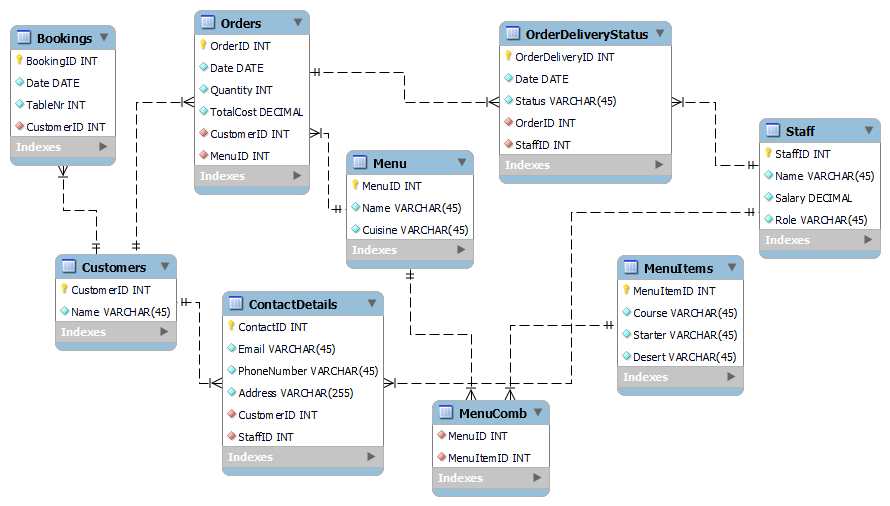 Bookings
BookingID INT
Date DATE
TableNr INT
CustomerID INT
Indexes
Orders
OrderID INT
Date DATE
Quantity INT
TotalCost DECIMAL
CustomerID INT
MenuID INT
Indexes
OrderDeliveryStatus
OrderDeliveryID INT
Date DATE
Status VARCHAR(45)
OrderID INT
StaffID INT
Indexes
Staff
StaffID INT
Name VARCHAR(45)
Salary DECIMAL
Role VARCHAR(45)
Indexes
Menu
MenuID INT
Name VARCHAR(45)
Cuisine VARCHAR(45)
Indexes
Customers
CustomerID INT
Name VARCHAR(45)
Indexes
ContactDetails
ContactID INT
Email VARCHAR(45)
PhoneNumber VARCHAR(45)
Address VARCHAR(255)
CustomerID INT
StaffID INT
Indexes
MenuItems
MenuItemID INT
Course VARCHAR(45)
Starter VARCHAR(45)
Desert VARCHAR(45)
Indexes
MenuComb
MenuID INT
MenuItemID INT
Indexes